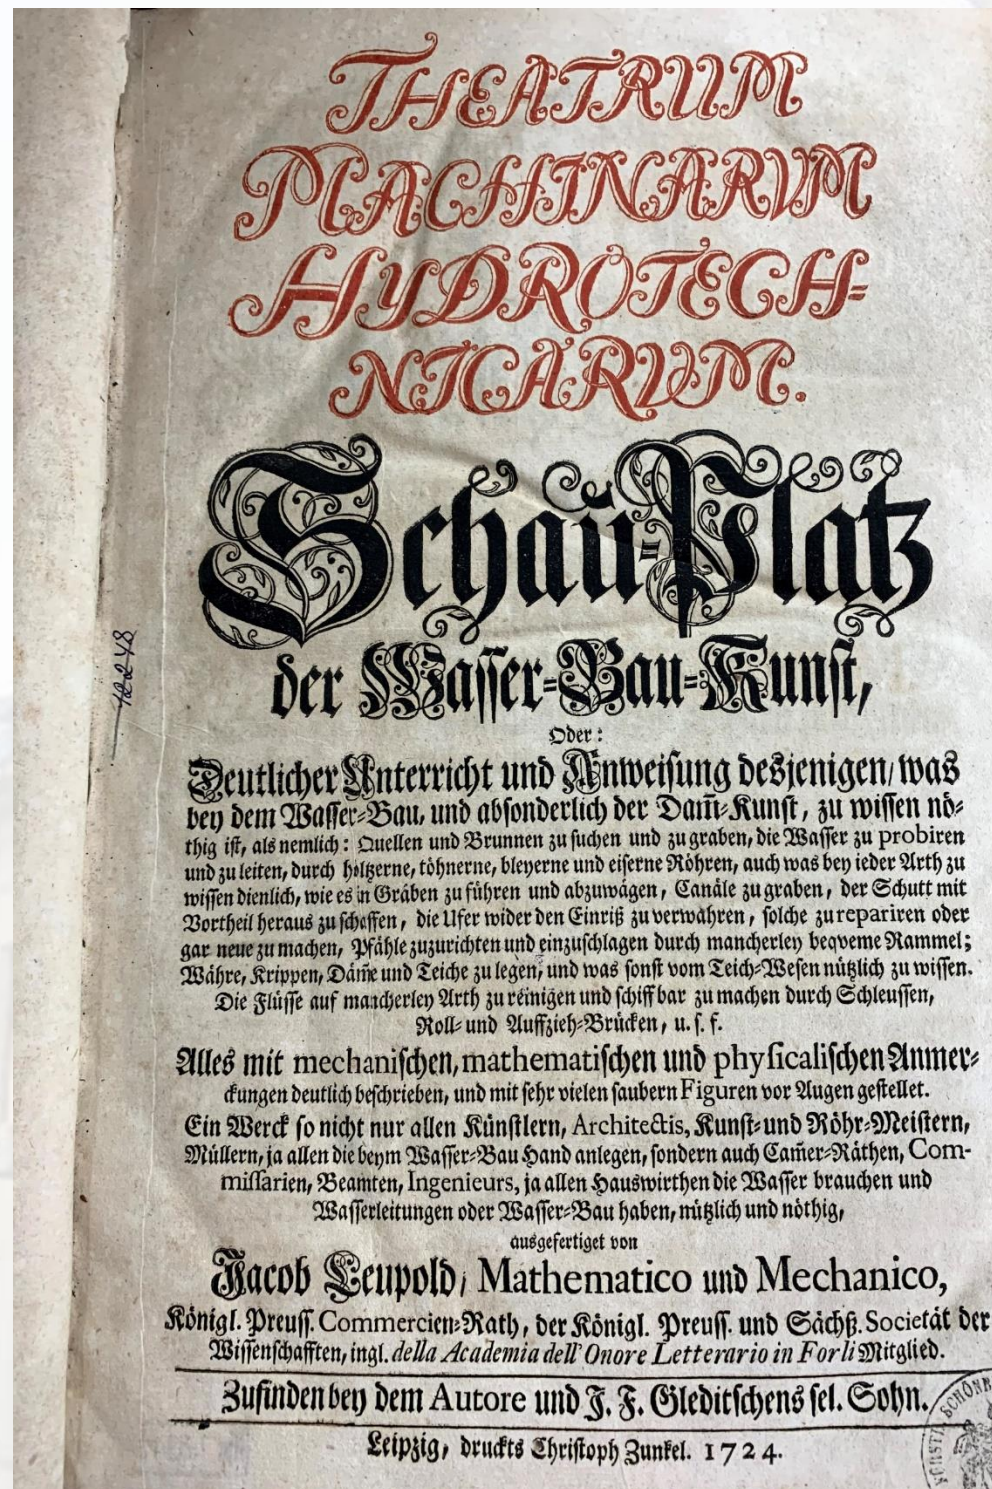 THEATRUM
MACHINARVM
HYDROTECH-
NICARUM.
Schau-Platz
der Wasser-Bau-Kunst,
Oder:
Deutlicher Unterricht und Anweisung desjenigen, was
bey dem Wasser-Bau, und absonderlich der Dam̃-Kunst, zu wissen nö-
thig ist, als nemlich: Quellen und Brunnen zu suchen und zu graben, die Wasser zu probiren
und zu leiten, durch höltzerne, töhnerne, bleyerne und eiserne Röhren, auch was bey ieder Arth zu
wissen dienlich, wie es in Gräben zu führen und abzuwägen, Canäle zu graben, der Schutt mit
Vortheil heraus zu schaffen, die Ufer wider den Einriß zu verwahren, solche zu repariren oder
gar neue zu machen, Pfähle zuzurichten und einzuschlagen durch mancherley beqveme Rammel;
Währe, Krippen, Däm̃e und Teiche zu legen, und was sonst vom Teich-Wesen nützlich zu wissen.
Die Flüsse auf mancherley Arth zu reinigen und schiffbar zu machen durch Schleussen,
Roll- und Auffzieh-Brücken, u. s. f.
Alles mit mechanischen, mathematischen und physicalischen Anmer-
ckungen deutlich beschrieben, und mit sehr vielen saubern Figuren vor Augen gestellet.
Ein Werck so nicht nur allen Künstlern, Architectis, Kunst- und Röhr-Meistern,
Müllern, ja allen die beym Wasser-Bau Hand anlegen, sondern auch Cam̃er-Räthen, Com-
missarien, Beamten, Ingenieurs, ja allen Hauswirthen die Wasser brauchen und
Wasserleitungen oder Wasser-Bau haben, nützlich und nöthig,
ausgefertiget von
Jacob Leupold, Mathematico und Mechanico,
Königl. Preuss. Commercien-Rath, der Königl. Preuss. und Sächß. Societät der
Wissenschafften, ingl. della Academia dell' Onore Letterario in Forli Mitglied.
Zufinden bey dem Autore und J. F. Gleditschens sel. Sohn.
Leipzig, druckts Christoph Zunkel. 1724.
12248